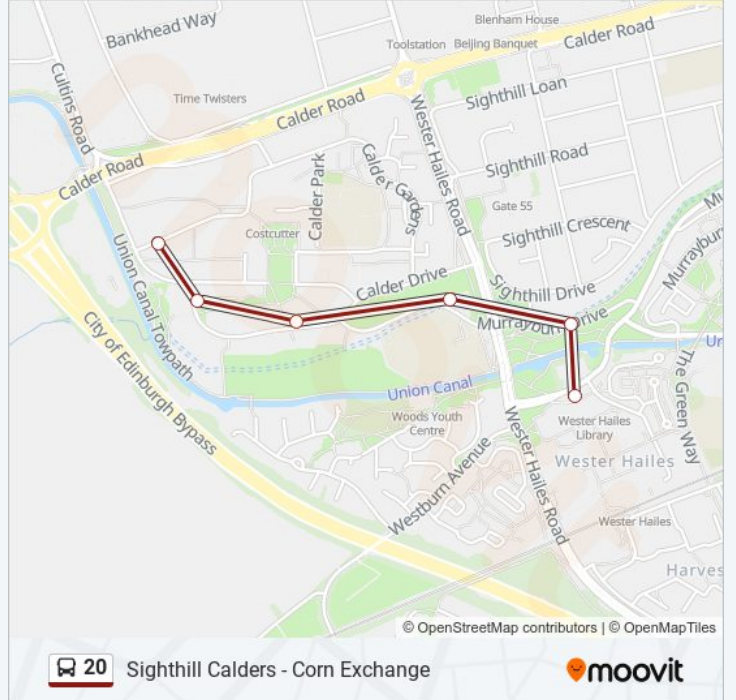 Bankhead Way
Blenham House
Toolstation
Beijing Banquet
Calder Road
Cultins Road
Time Twisters
Calder Road
Sighthill Loan
Wester Hailes Road
Calder Road
Calder Park
Calder Gardens
Sighthill Road
Gate 55
Costcutter
Sighthill Crescent
Union Canal Towpath
Calder Drive
Sighthill Drive
Murrayburn Drive
City of Edinburgh Bypass
Union Canal
The Green Way
Woods Youth
Centre
Wester Hailes
Library
Wester Hailes
Westburn Avenue
Wester Hailes Road
Wester Hailes
Harves
© OpenStreetMap contributors | © OpenMapTiles
20 Sighthill Calders - Corn Exchange
moovit